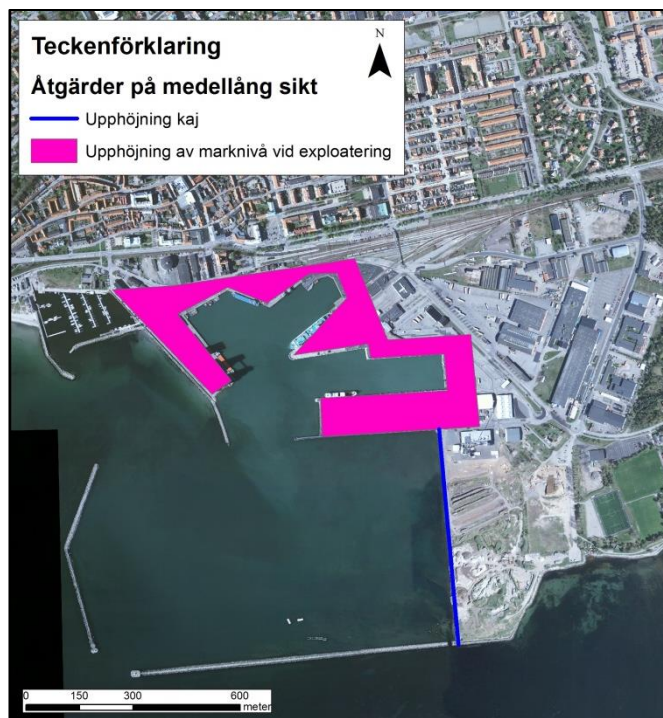 Teckenförklaring
Åtgärder på medellång sikt
Upphöjning kaj
Upphöjning av marknivå vid exploatering
N
0 150 300 600
meter